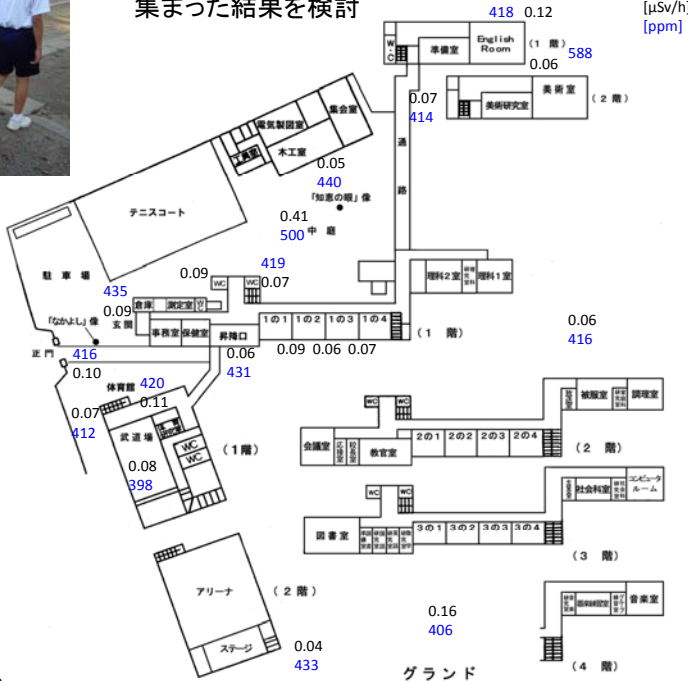 集まった結果を検討
[μSv/h]
[ppm]
418 0.12
W・C
準備室
English Room
(1 階)
588
0.06
0.07
414
美術研究室
美術室
(2 階)
通路
電気製図室
集会室
工具室
木工室
0.05
440
「知恵の眼」像
テニスコート
0.41
500
中庭
419
駐車場
435
0.09
WC
WC
0.07
理科2室
理科1室
0.09
倉庫
測定室
WC
「なかよし」像
玄関
事務室
保健室
昇降口
1の1
1の2
1の3
1の4
(1 階)
0.06
416
正門
416
0.10
0.06
431
0.09 0.06 0.07
体育館
420
0.11
0.07
412
武道場
WC
WC
(1階)
0.08
398
WC
WC
被服室
調理室
会議室
応接室
校長室
教官室
2の1
2の2
2の3
2の4
(2 階)
WC
WC
社会科室
コンピュータルーム
図書室
3の1
3の2
3の3
3の4
(3 階)
アリーナ
(2 階)
ステージ
0.04
433
0.16
406
グランド
音楽室
(4 階)